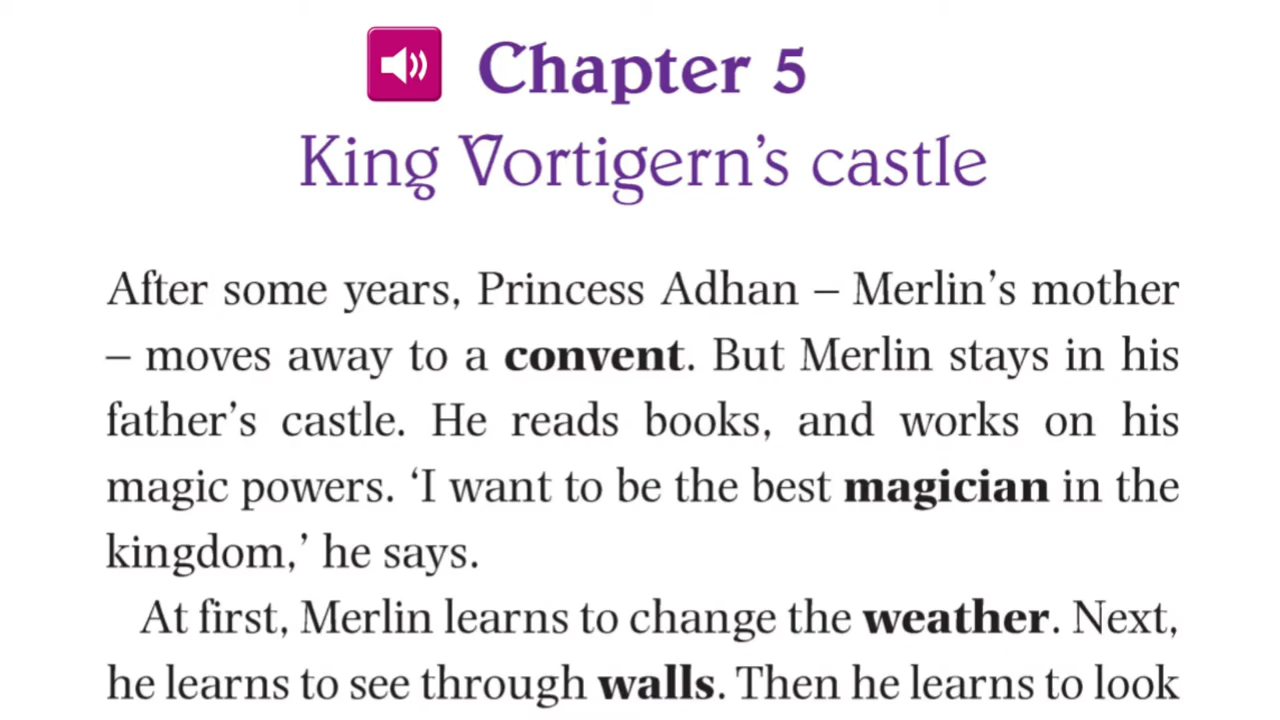 Chapter 5
King Vortigern’s castle
After some years, Princess Adhan – Merlin’s mother
– moves away to a convent. But Merlin stays in his
father’s castle. He reads books, and works on his
magic powers. ‘I want to be the best magician in the
kingdom,’ he says.
At first, Merlin learns to change the weather. Next,
he learns to see through walls. Then he learns to look